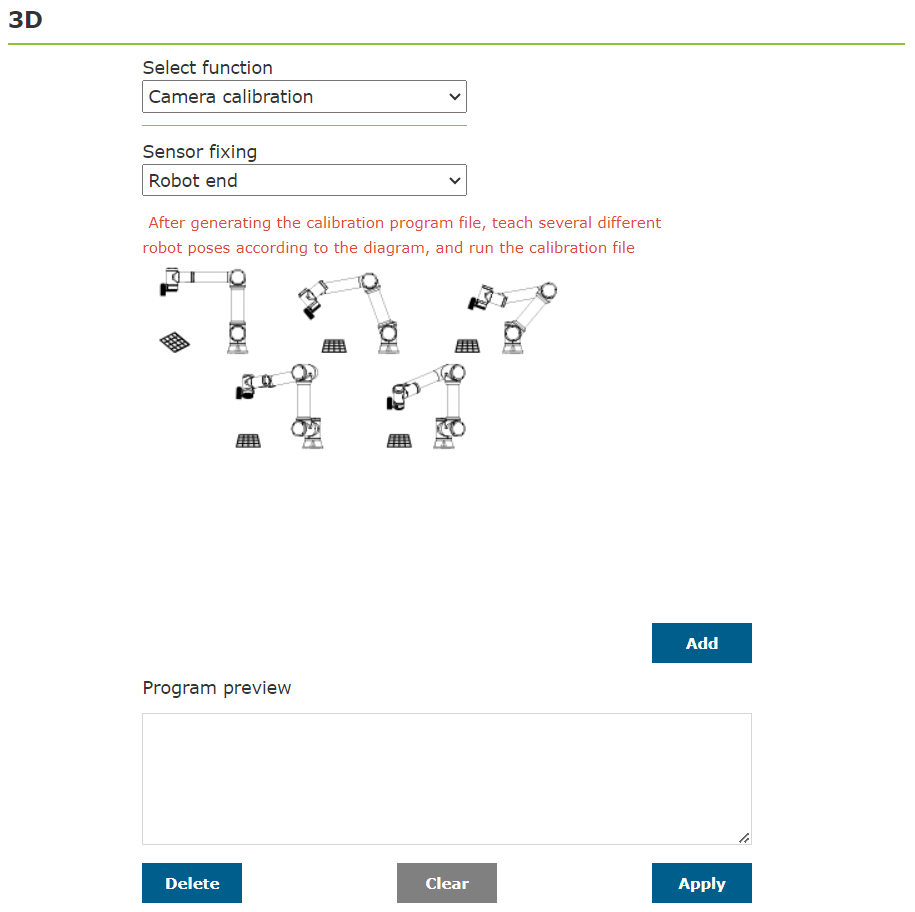 3D
Select function
Camera calibration
Sensor fixing
Robot end
After generating the calibration program file, teach several different
robot poses according to the diagram, and run the calibration file
Add
Program preview
Delete
Clear
Apply